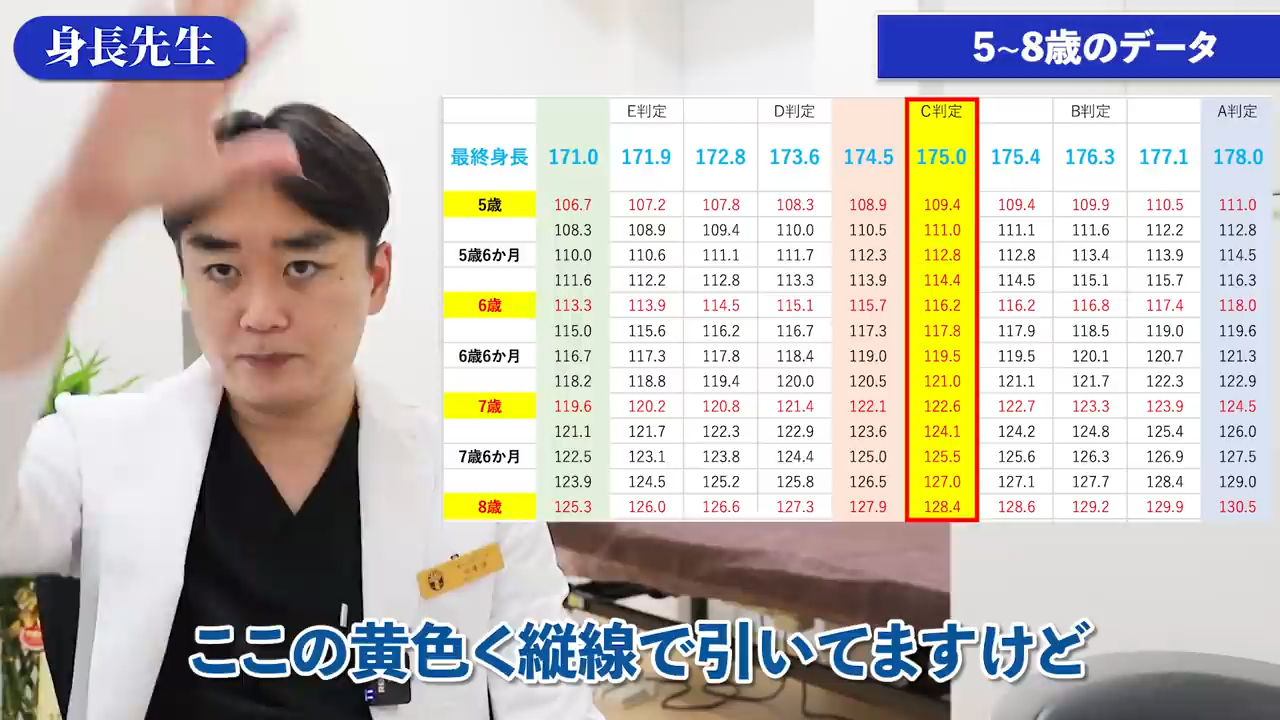 身長先生
5~8歳のデータ
E判定 D判定 C判定 B判定 A判定
最終身長 171.0 171.9 172.8 173.6 174.5 175.0 175.4 176.3 177.1 178.0
5歳 106.7 107.2 107.8 108.3 108.9 109.4 109.4 109.9 110.5 111.0
108.3 108.9 109.4 110.0 110.5 111.0 111.1 111.6 112.2 112.8
5歳6か月 110.0 110.6 111.1 111.7 112.3 112.8 112.8 113.4 113.9 114.5
111.6 112.2 112.8 113.3 113.9 114.4 114.5 115.1 115.7 116.3
6歳 113.3 113.9 114.5 115.1 115.7 116.2 116.2 116.8 117.4 118.0
115.0 115.6 116.2 116.7 117.3 117.8 117.9 118.5 119.0 119.6
6歳6か月 116.7 117.3 117.8 118.4 119.0 119.5 119.5 120.1 120.7 121.3
118.2 118.8 119.4 120.0 120.5 121.0 121.1 121.7 122.3 122.9
7歳 119.6 120.2 120.8 121.4 122.1 122.6 122.7 123.3 123.9 124.5
121.1 121.7 122.3 122.9 123.6 124.1 124.2 124.8 125.4 126.0
7歳6か月 122.5 123.1 123.8 124.4 125.0 125.5 125.6 126.3 126.9 127.5
123.9 124.5 125.2 125.8 126.5 127.0 127.1 127.7 128.4 129.0
8歳 125.3 126.0 126.6 127.3 127.9 128.4 128.6 129.2 129.9 130.5
ここの黄色く縦線で引いてますけど